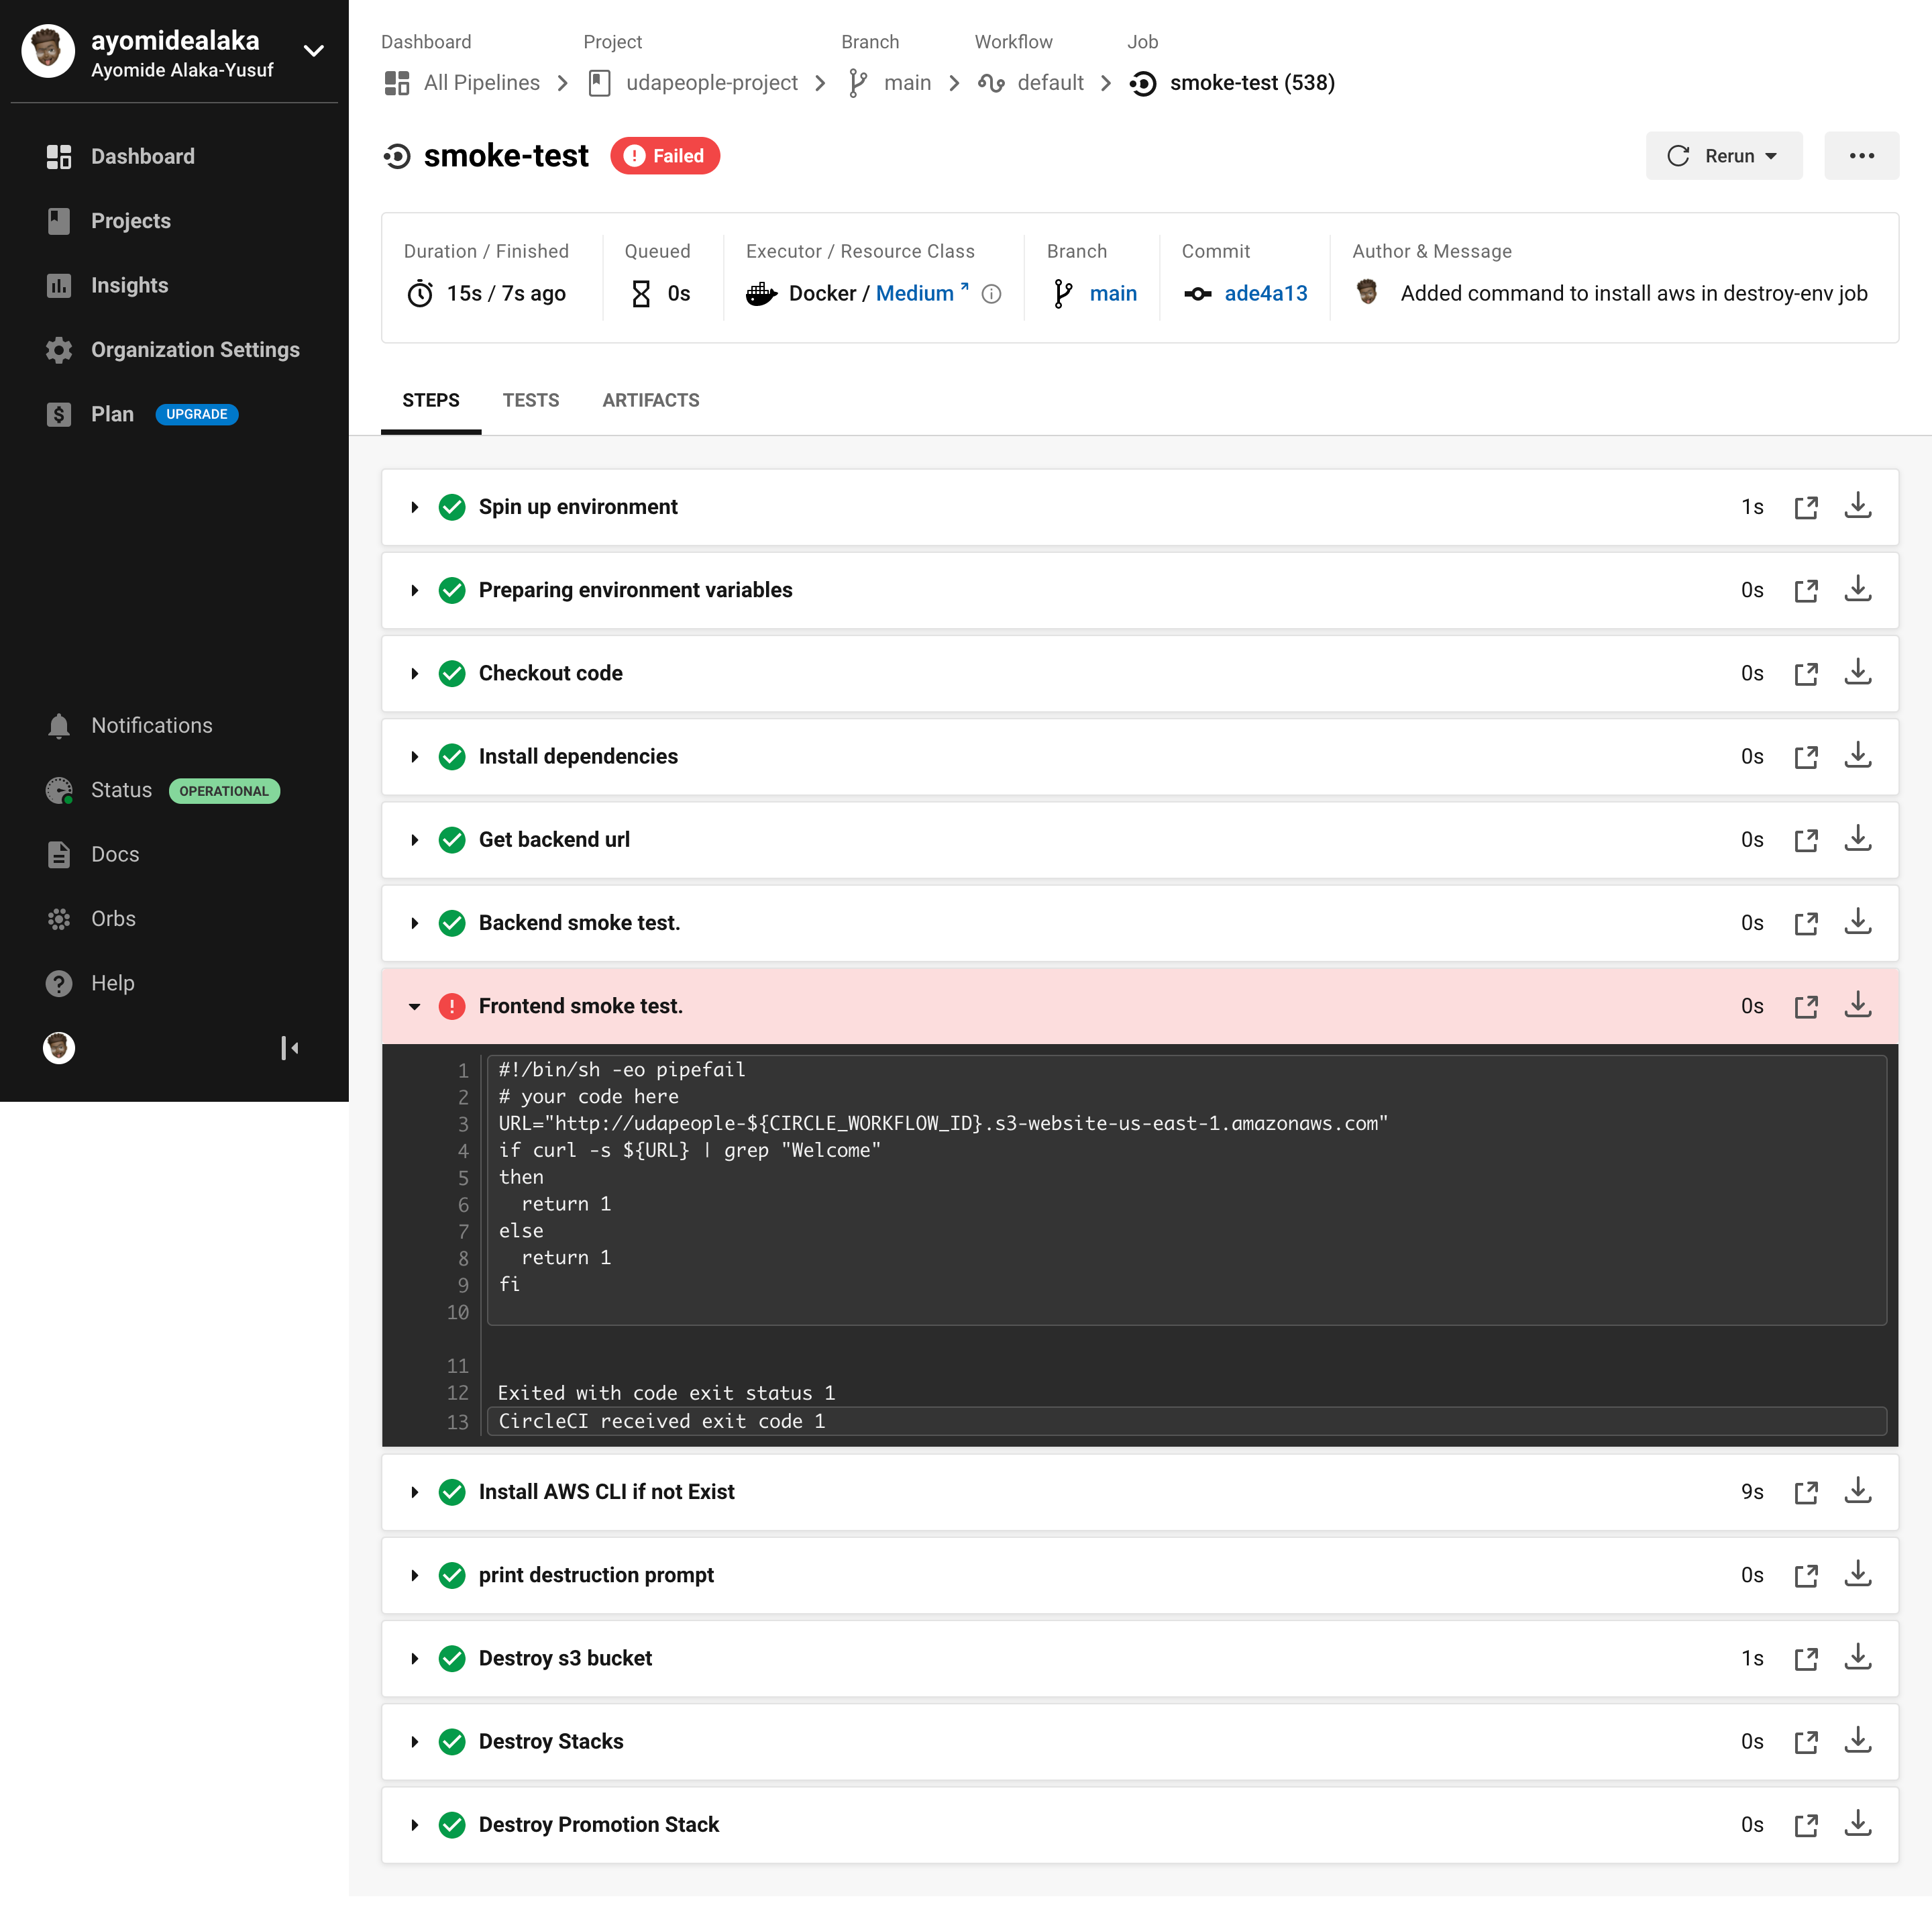 ayomidealaka
Ayomide Alaka-Yusuf
Dashboard
Projects
Insights
Organization Settings
Plan UPGRADE
Notifications
Status OPERATIONAL
Docs
Orbs
Help
Dashboard Project Branch Workflow Job
All Pipelines udapeople-project main default smoke-test (538)
smoke-test Failed
Rerun
Duration / Finished Queued Executor / Resource Class Branch Commit Author & Message
15s / 7s ago 0s Docker / Medium main ade4a13 Added command to install aws in destroy-env job
STEPS TESTS ARTIFACTS
Spin up environment 1s
Preparing environment variables 0s
Checkout code 0s
Install dependencies 0s
Get backend url 0s
Backend smoke test. 0s
Frontend smoke test. 0s
1 #!/bin/sh -eo pipefail
2 # your code here
3 URL="http://udapeople-${CIRCLE_WORKFLOW_ID}.s3-website-us-east-1.amazonaws.com"
4 if curl -s ${URL} | grep "Welcome"
5 then
6   return 1
7 else
8   return 1
9 fi
10
11
12 Exited with code exit status 1
13 CircleCI received exit code 1
Install AWS CLI if not Exist 9s
print destruction prompt 0s
Destroy s3 bucket 1s
Destroy Stacks 0s
Destroy Promotion Stack 0s